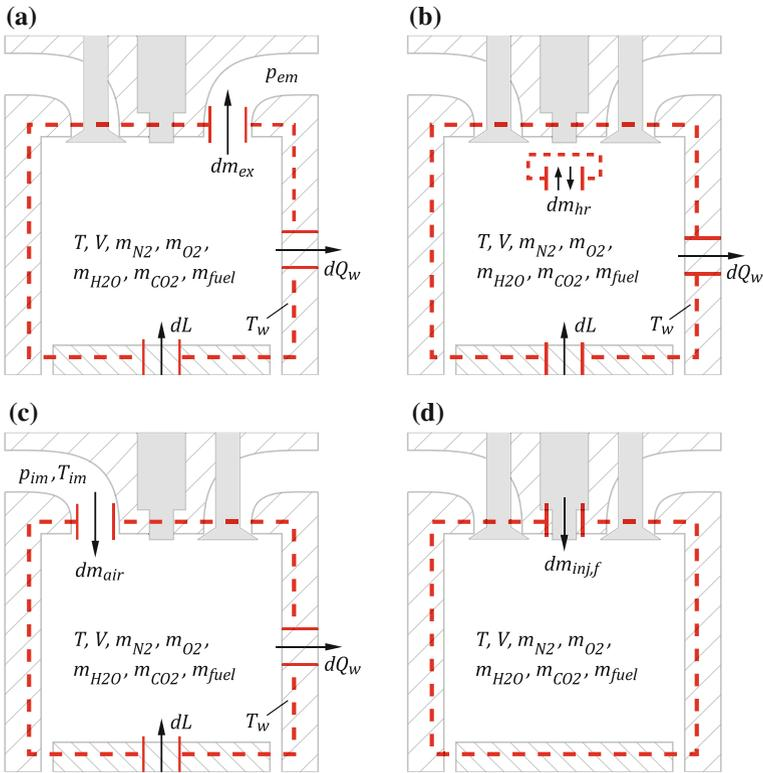 (a)
p_em
dm_ex
T, V, m_N2, m_O2,
m_H2O, m_CO2, m_fuel
dQ_w
T_w
dL
(b)
dm_hr
T, V, m_N2, m_O2,
m_H2O, m_CO2, m_fuel
dQ_w
T_w
dL
(c)
p_im, T_im
dm_air
T, V, m_N2, m_O2,
m_H2O, m_CO2, m_fuel
dQ_w
T_w
dL
(d)
dm_inj,f
T, V, m_N2, m_O2,
m_H2O, m_CO2, m_fuel